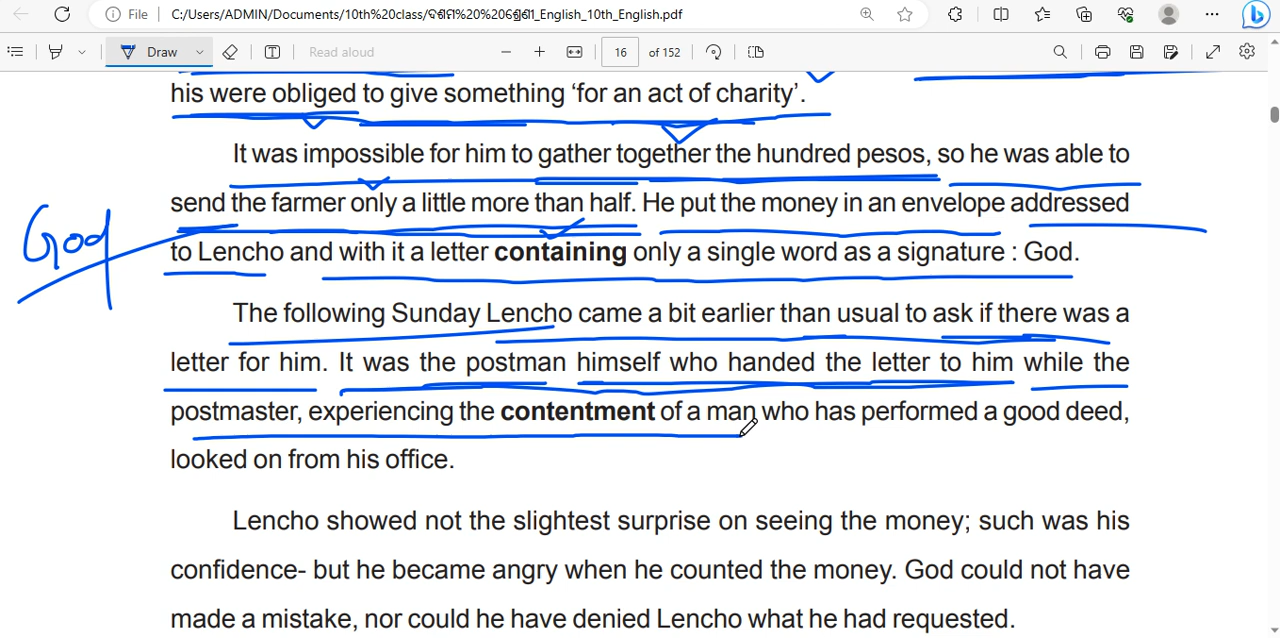 File C:/Users/ADMIN/Documents/10th%20class/ଦଶମ%20%20ଶ୍ରେଣୀ1_English_10th_English.pdf
Draw Read aloud 16 of 152
his were obliged to give something ‘for an act of charity’.
It was impossible for him to gather together the hundred pesos, so he was able to
send the farmer only a little more than half. He put the money in an envelope addressed
God
to Lencho and with it a letter containing only a single word as a signature : God.
The following Sunday Lencho came a bit earlier than usual to ask if there was a
letter for him. It was the postman himself who handed the letter to him while the
postmaster, experiencing the contentment of a man who has performed a good deed,
looked on from his office.
Lencho showed not the slightest surprise on seeing the money; such was his
confidence- but he became angry when he counted the money. God could not have
made a mistake, nor could he have denied Lencho what he had requested.